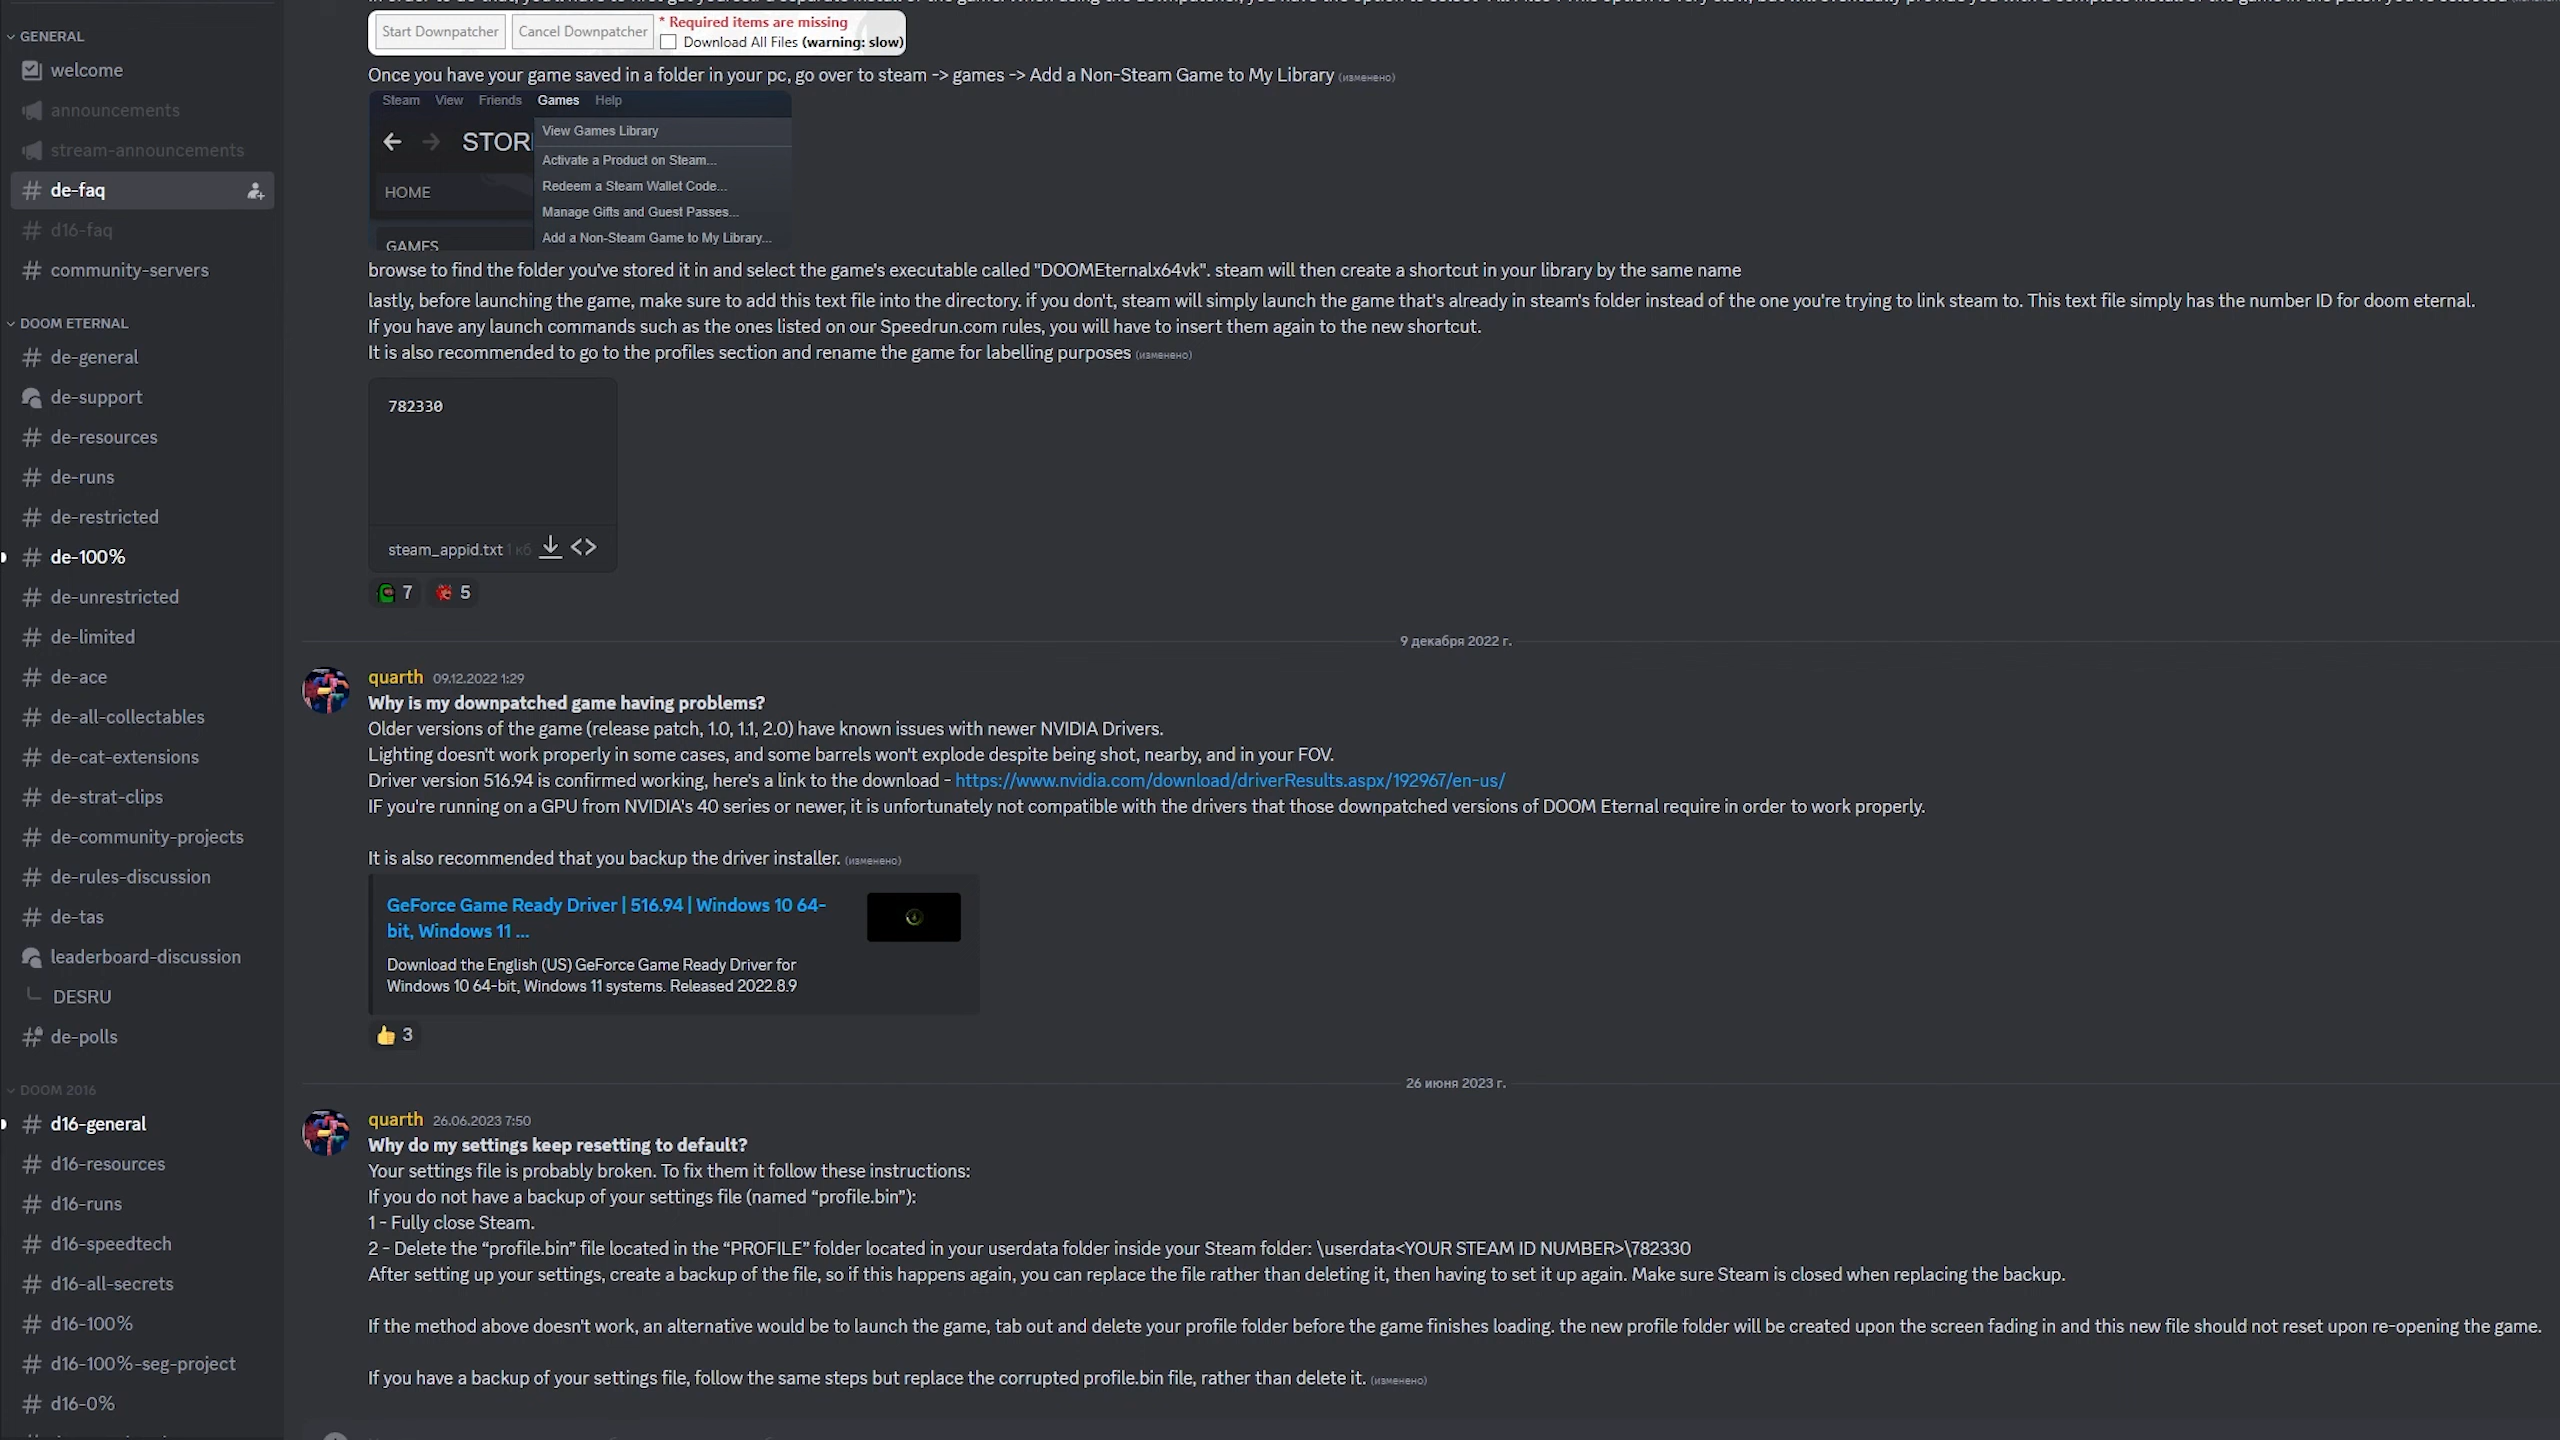 GENERAL
welcome
announcements
stream-announcements
de-faq
d16-faq
community-servers
DOOM ETERNAL
de-general
de-support
de-resources
de-runs
de-restricted
de-100%
de-unrestricted
de-limited
de-ace
de-all-collectables
de-cat-extensions
de-strat-clips
de-community-projects
de-rules-discussion
de-tas
leaderboard-discussion
DESRU
de-polls
DOOM 2016
d16-general
d16-resources
d16-runs
d16-speedtech
d16-all-secrets
d16-100%
d16-100%-seg-project
d16-0%
Start Downpatcher Cancel Downpatcher * Required items are missing
Download All Files (warning: slow)
Once you have your game saved in a folder in your pc, go over to steam -> games -> Add a Non-Steam Game to My Library (изменено)
Steam View Friends Games Help
View Games Library
STOR
Activate a Product on Steam...
Redeem a Steam Wallet Code...
HOME
Manage Gifts and Guest Passes...
Add a Non-Steam Game to My Library...
GAMES
browse to find the folder you've stored it in and select the game's executable called "DOOMEternalx64vk". steam will then create a shortcut in your library by the same name
lastly, before launching the game, make sure to add this text file into the directory. if you don't, steam will simply launch the game that's already in steam's folder instead of the one you're trying to link steam to. This text file simply has the number ID for doom eternal.
If you have any launch commands such as the ones listed on our Speedrun.com rules, you will have to insert them again to the new shortcut.
It is also recommended to go to the profiles section and rename the game for labelling purposes (изменено)
782330
steam_appid.txt 1 кб
7 5
9 декабря 2022 г.
quarth 09.12.2022 1:29
Why is my downpatched game having problems?
Older versions of the game (release patch, 1.0, 1.1, 2.0) have known issues with newer NVIDIA Drivers.
Lighting doesn't work properly in some cases, and some barrels won't explode despite being shot, nearby, and in your FOV.
Driver version 516.94 is confirmed working, here's a link to the download - https://www.nvidia.com/download/driverResults.aspx/192967/en-us/
IF you're running on a GPU from NVIDIA's 40 series or newer, it is unfortunately not compatible with the drivers that those downpatched versions of DOOM Eternal require in order to work properly.
It is also recommended that you backup the driver installer. (изменено)
GeForce Game Ready Driver | 516.94 | Windows 10 64-
bit, Windows 11 ...
Download the English (US) GeForce Game Ready Driver for
Windows 10 64-bit, Windows 11 systems. Released 2022.8.9
3
26 июня 2023 г.
quarth 26.06.2023 7:50
Why do my settings keep resetting to default?
Your settings file is probably broken. To fix them it follow these instructions:
If you do not have a backup of your settings file (named “profile.bin”):
1 - Fully close Steam.
2 - Delete the “profile.bin” file located in the “PROFILE” folder located in your userdata folder inside your Steam folder: \userdata<YOUR STEAM ID NUMBER>\782330
After setting up your settings, create a backup of the file, so if this happens again, you can replace the file rather than deleting it, then having to set it up again. Make sure Steam is closed when replacing the backup.
If the method above doesn't work, an alternative would be to launch the game, tab out and delete your profile folder before the game finishes loading. the new profile folder will be created upon the screen fading in and this new file should not reset upon re-opening the game.
If you have a backup of your settings file, follow the same steps but replace the corrupted profile.bin file, rather than delete it. (изменено)